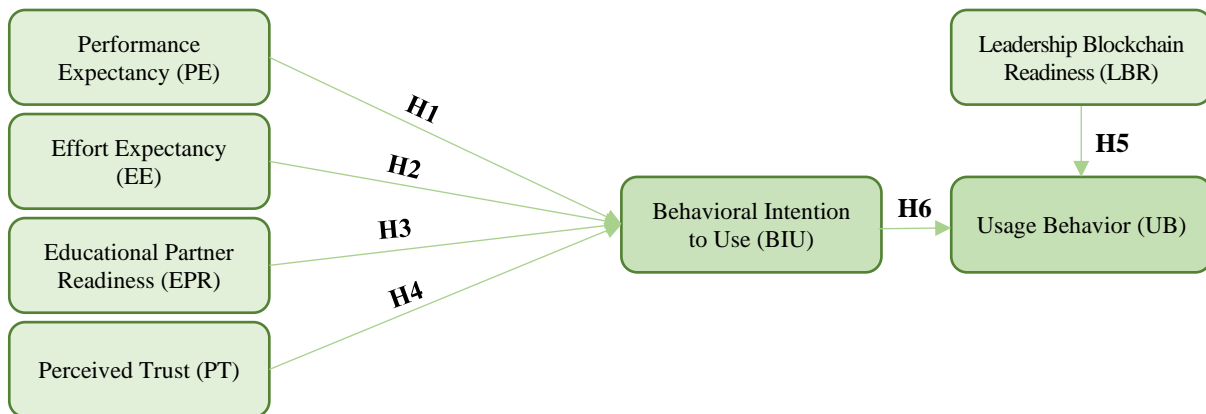 Performance
Expectancy (PE)
Effort Expectancy
(EE)
Educational Partner
Readiness (EPR)
Perceived Trust (PT)
H1
H2
H3
H4
Behavioral Intention
to Use (BIU)
H6
Leadership Blockchain
Readiness (LBR)
H5
Usage Behavior (UB)